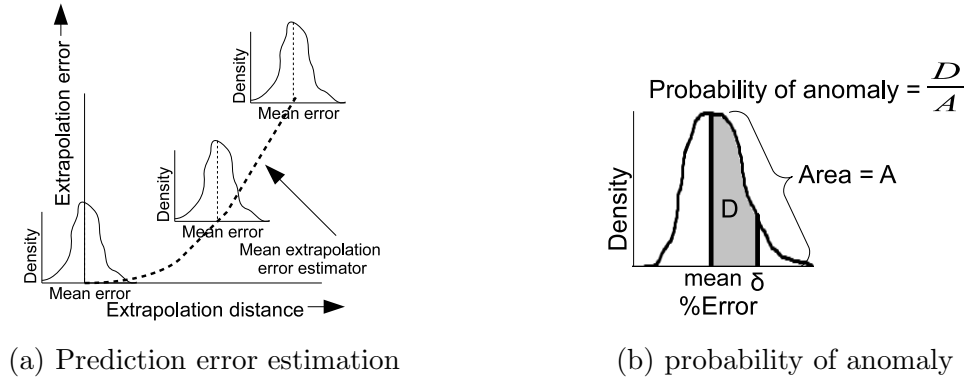 Extrapolation error
Density
Mean error
Density
Mean error
Density
Mean error
Mean extrapolation
error estimator
Extrapolation distance
(a) Prediction error estimation
Probability of anomaly = D/A
Density
D
Area = A
mean δ
%Error
(b) probability of anomaly